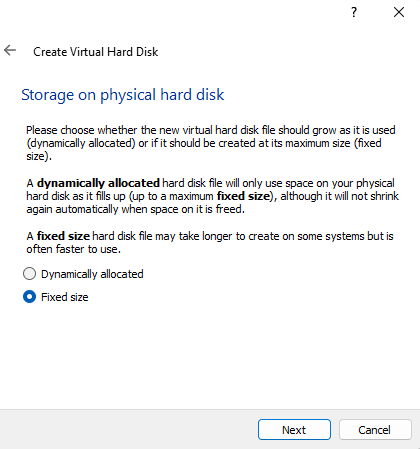 ?
Create Virtual Hard Disk
Storage on physical hard disk
Please choose whether the new virtual hard disk file should grow as it is used
(dynamically allocated) or if it should be created at its maximum size (fixed
size).
A dynamically allocated hard disk file will only use space on your physical
hard disk as it fills up (up to a maximum fixed size), although it will not shrink
again automatically when space on it is freed.
A fixed size hard disk file may take longer to create on some systems but is
often faster to use.
Dynamically allocated
Fixed size
Next Cancel